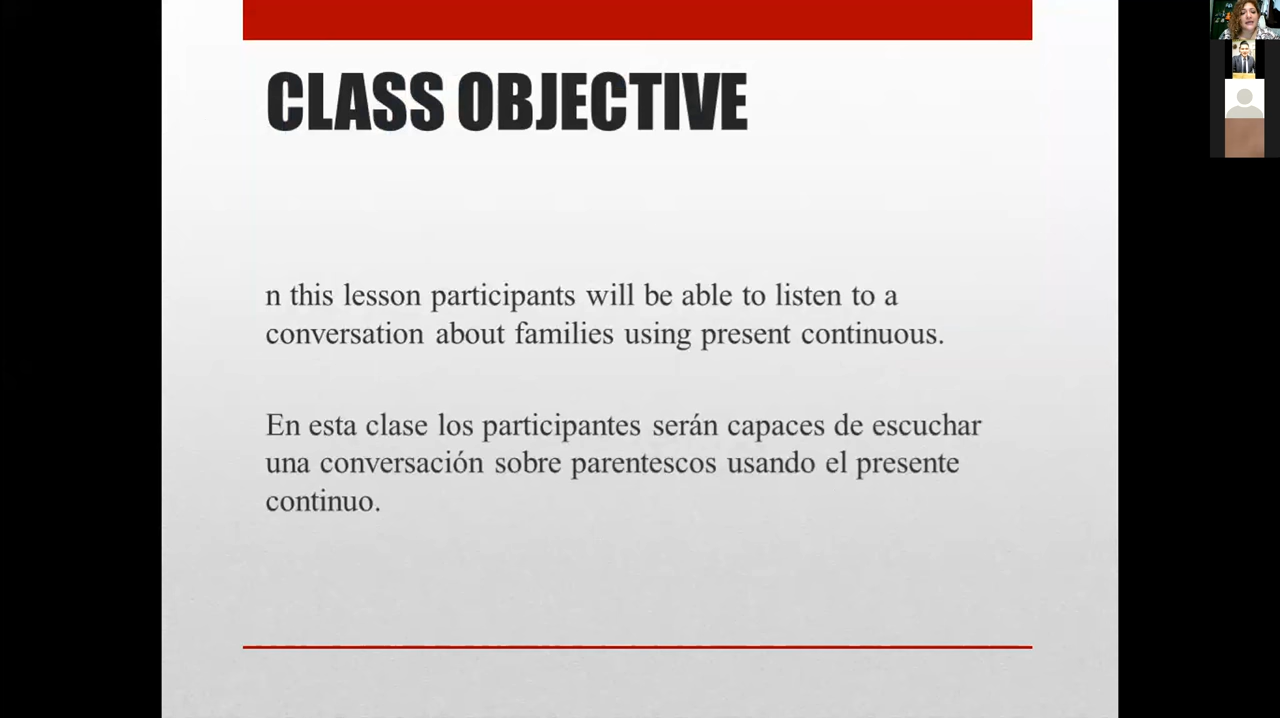 CLASS OBJECTIVE
n this lesson participants will be able to listen to a
conversation about families using present continuous.
En esta clase los participantes serán capaces de escuchar
una conversación sobre parentescos usando el presente
continuo.